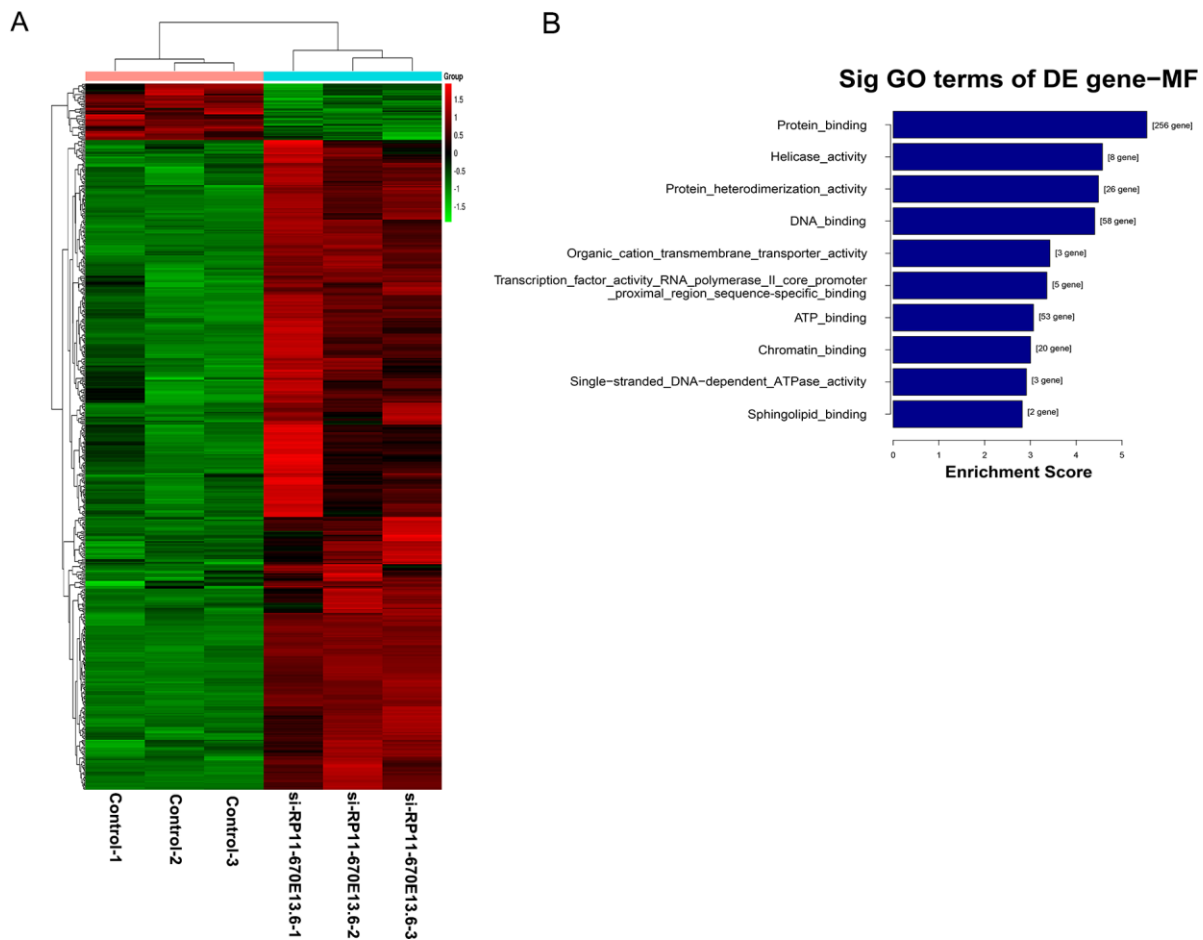 A
B
Group
1.5
1
0.5
0
-0.5
-1
-1.5
Control-1
Control-2
Control-3
si-RP11-670E13.6-1
si-RP11-670E13.6-2
si-RP11-670E13.6-3
Sig GO terms of DE gene−MF
Protein_binding
[256 gene]
Helicase_activity
[8 gene]
Protein_heterodimerization_activity
[26 gene]
DNA_binding
[58 gene]
Organic_cation_transmembrane_transporter_activity
[3 gene]
Transcription_factor_activity_RNA_polymerase_II_core_promoter
_proximal_region_sequence-specific_binding
[5 gene]
ATP_binding
[53 gene]
Chromatin_binding
[20 gene]
Single-stranded_DNA−dependent_ATPase_activity
[3 gene]
Sphingolipid_binding
[2 gene]
0 1 2 3 4 5
Enrichment Score